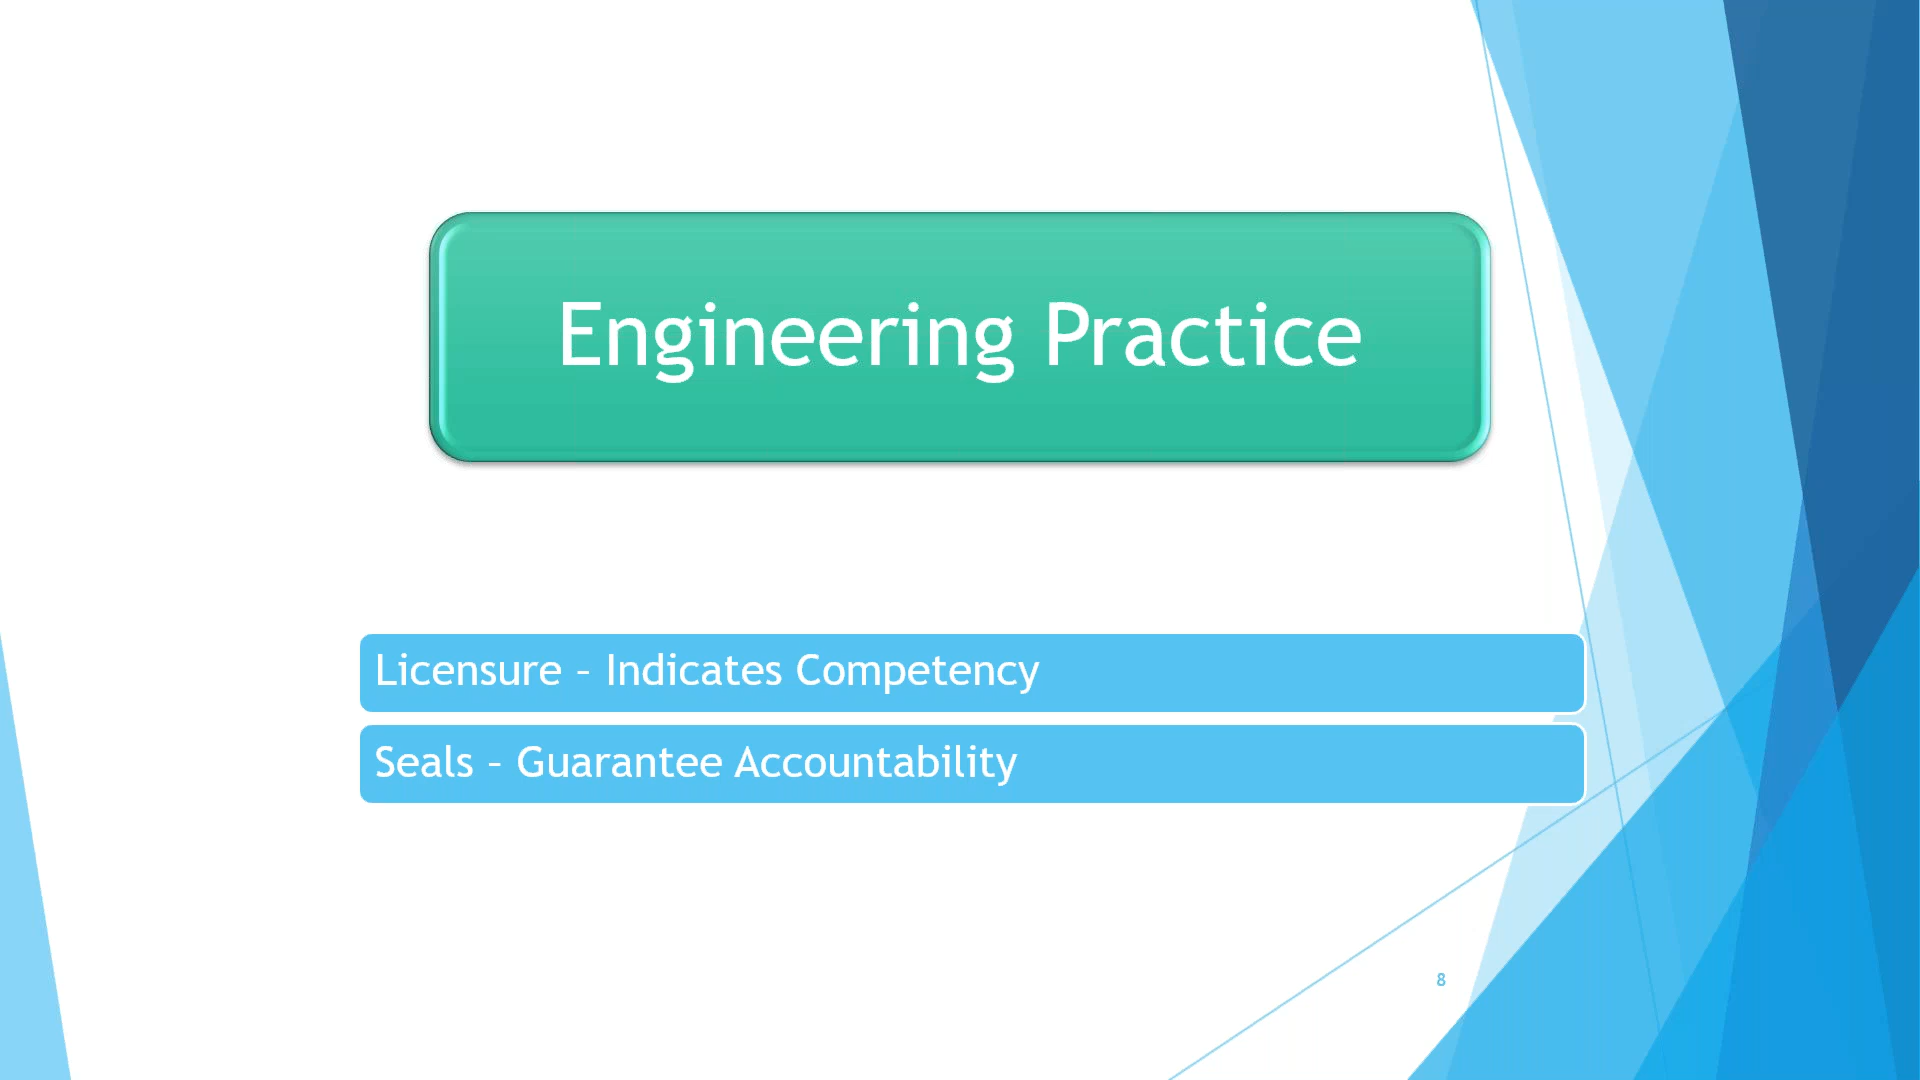 Engineering Practice
Licensure – Indicates Competency
Seals – Guarantee Accountability
8